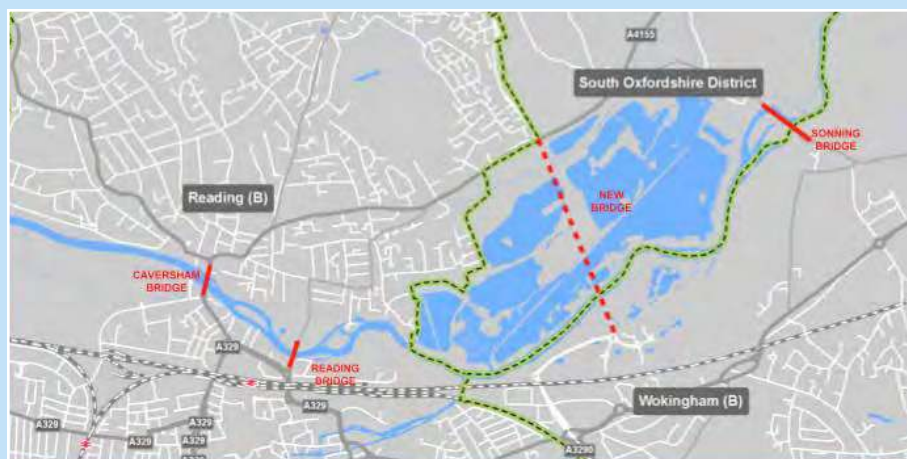 A4155
South Oxfordshire District
SONNING
BRIDGE
Reading (B)
NEW
BRIDGE
CAVERSHAM
BRIDGE
A329
READING
BRIDGE
A329
Wokingham (B)
A329
A329
A329
A329
A3290